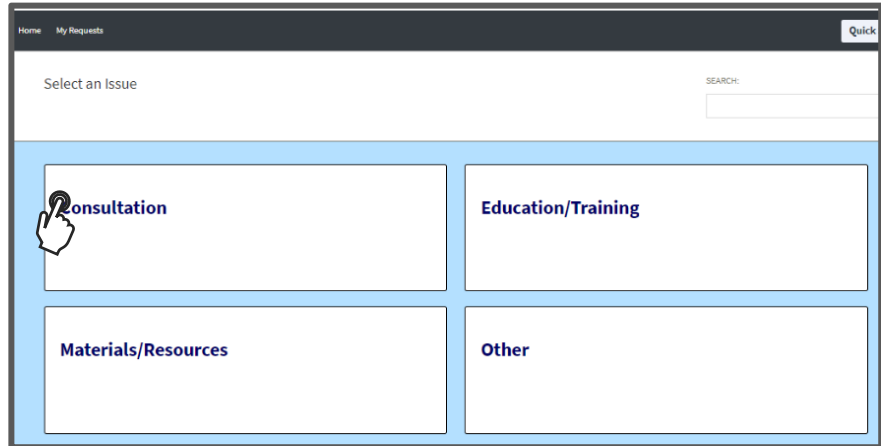 Home My Requests Quick
Select an Issue SEARCH:
Consultation Education/Training
Materials/Resources Other